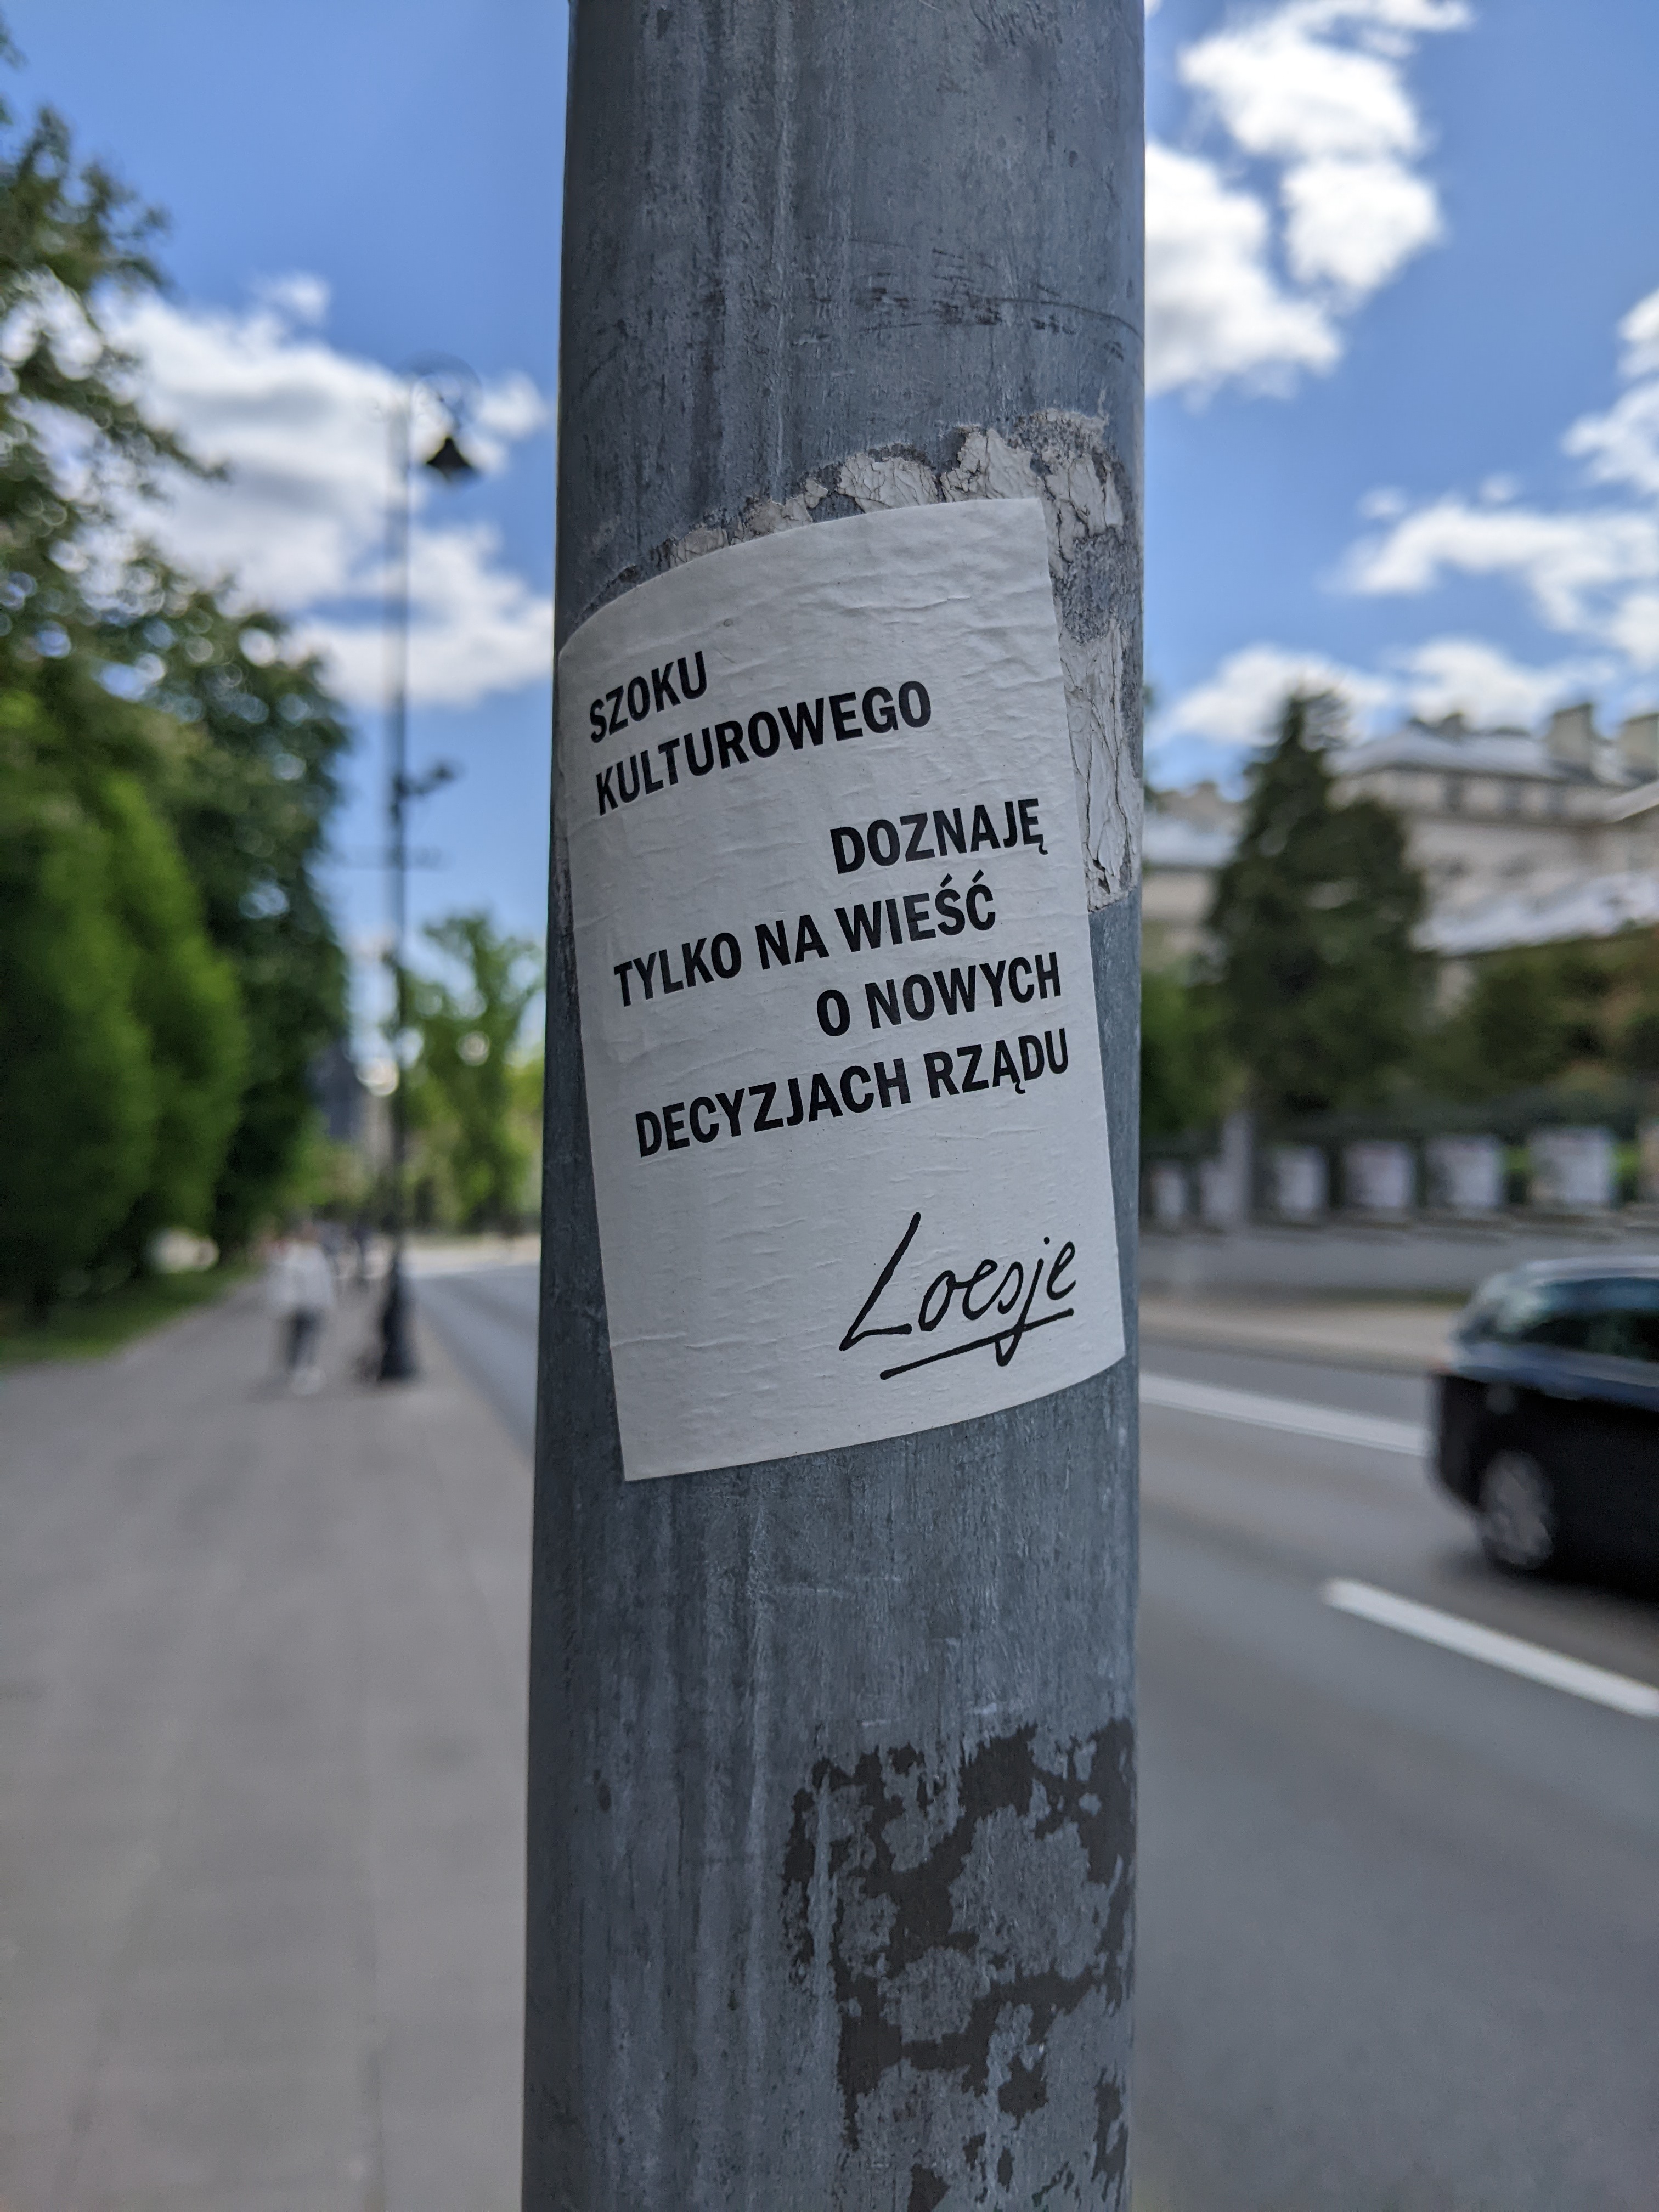 SZOKU
KULTUROWEGO
DOZNAJĘ
TYLKO NA WIEŚĆ
O NOWYCH
DECYZJACH RZĄDU
Loesje